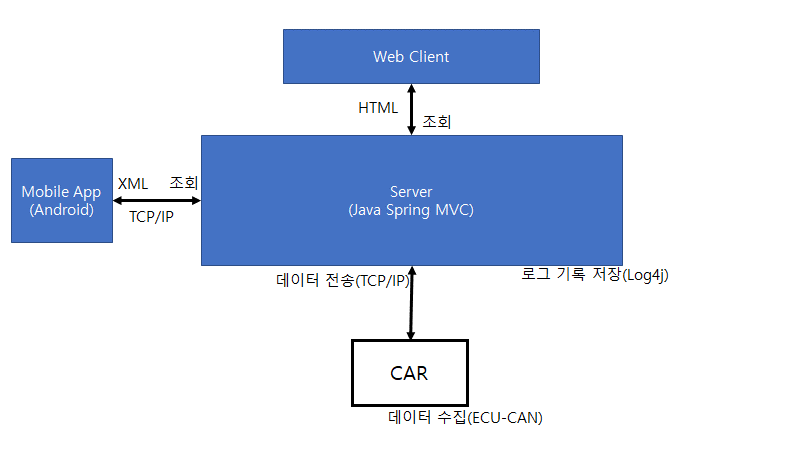 Web Client
HTML
조회
Mobile App
(Android)
XML 조회
TCP/IP
Server
(Java Spring MVC)
데이터 전송(TCP/IP)
로그 기록 저장(Log4j)
CAR
데이터 수집(ECU-CAN)